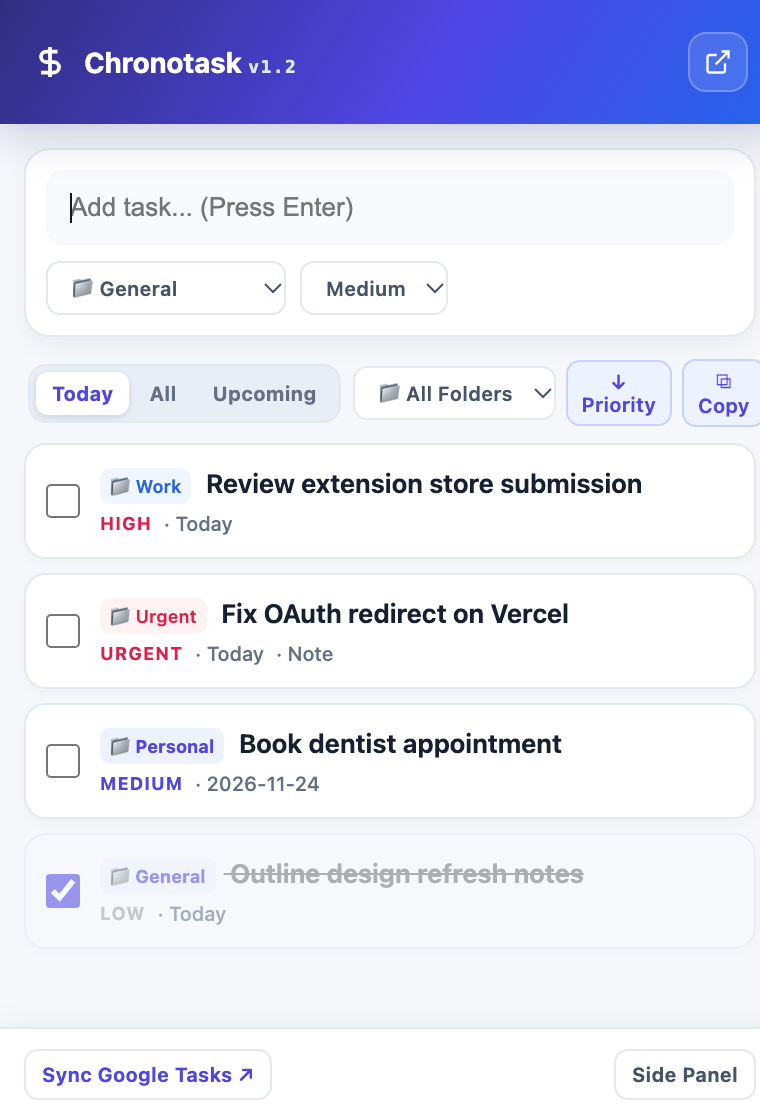 $ Chronotask v1.2
Add task... (Press Enter)
General
Medium
Today All Upcoming
All Folders
↓ Priority
Copy
Work Review extension store submission
HIGH · Today
Urgent Fix OAuth redirect on Vercel
URGENT · Today · Note
Personal Book dentist appointment
MEDIUM · 2026-11-24
General Outline design refresh notes
LOW · Today
Sync Google Tasks ↗
Side Panel